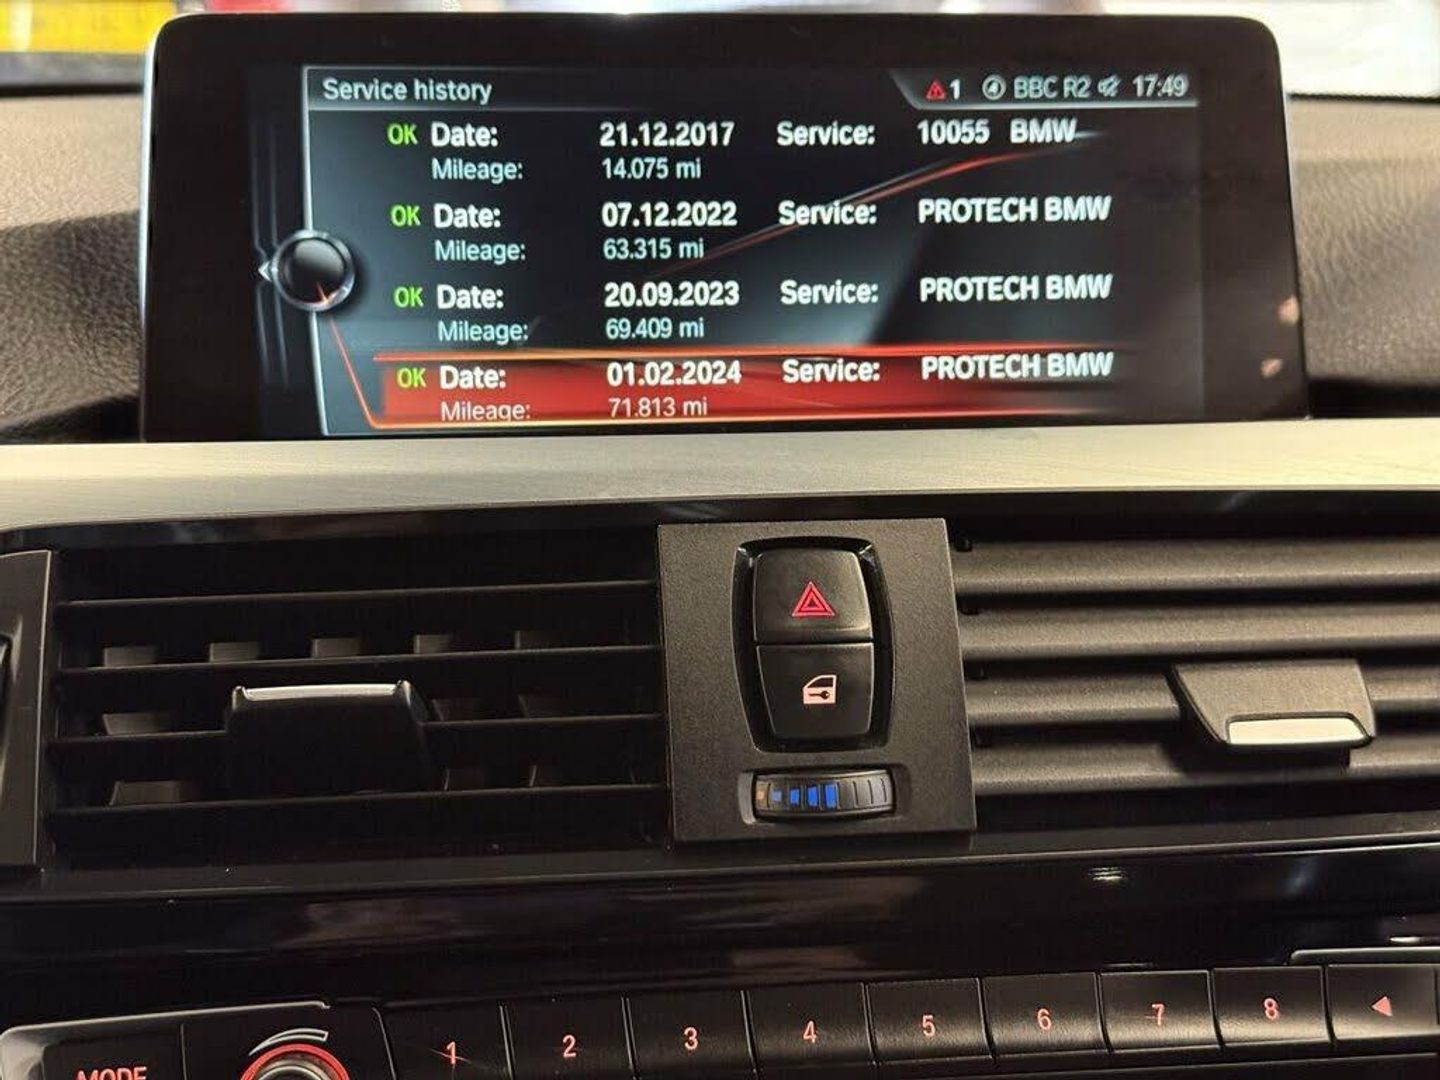 Service history 1 BBC R2 17:49
OK Date: 21.12.2017 Service: 10055 BMW
Mileage: 14.075 mi
OK Date: 07.12.2022 Service: PROTECH BMW
Mileage: 63.315 mi
OK Date: 20.09.2023 Service: PROTECH BMW
Mileage: 69.409 mi
OK Date: 01.02.2024 Service: PROTECH BMW
Mileage: 71.813 mi
MODE 1 2 3 4 5 6 7 8